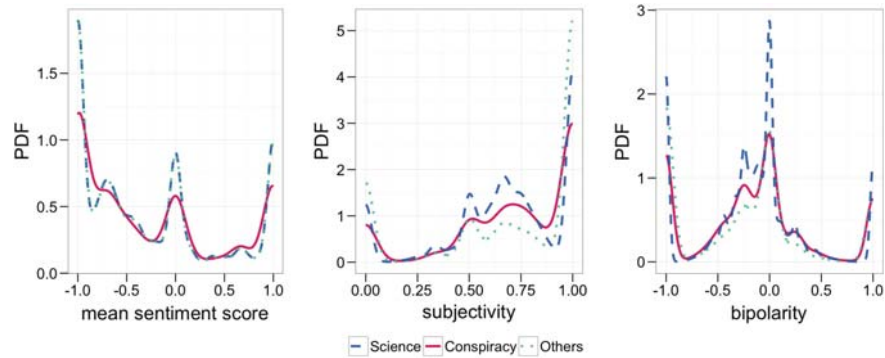 PDF
1.5
1.0
0.5
0.0
-1.0 -0.5 0.0 0.5 1.0
mean sentiment score
PDF
5
4
3
2
1
0
0.00 0.25 0.50 0.75 1.00
subjectivity
PDF
3
2
1
0
-1.0 -0.5 0.0 0.5 1.0
bipolarity
Science Conspiracy Others